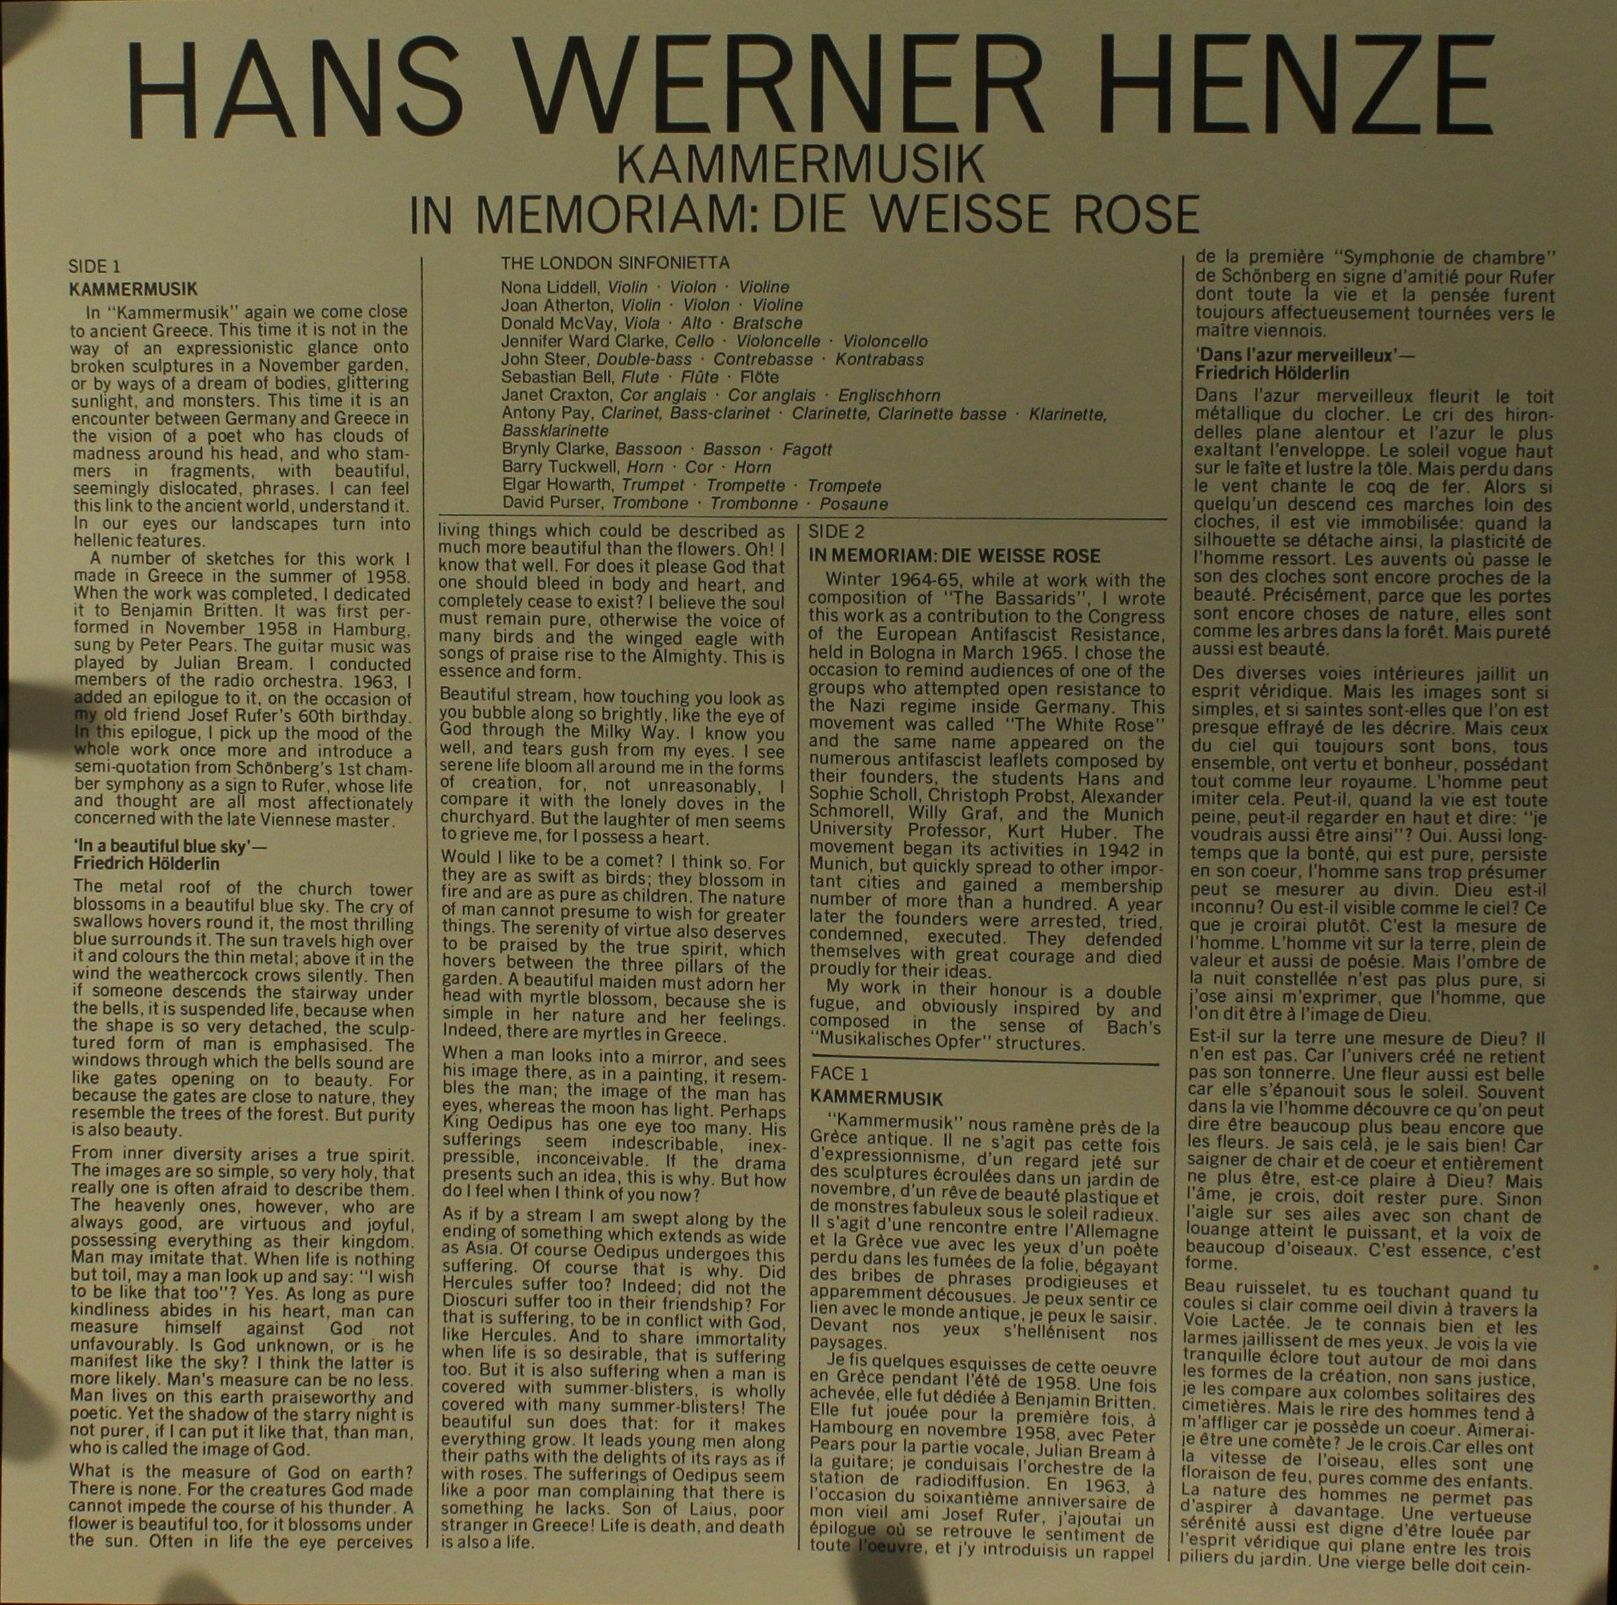 HANS WERNER HENZE
KAMMERMUSIK
IN MEMORIAM: DIE WEISSE ROSE
SIDE 1
KAMMERMUSIK
In "Kammermusik" again we come close
to ancient Greece. This time it is not in the
way of an expressionistic glance onto
broken sculptures in a November garden,
or by ways of a dream of bodies, glittering
sunlight, and monsters. This time it is an
encounter between Germany and Greece in
the vision of a poet who has clouds of
madness around his head, and who stam-
mers in fragments, with beautiful,
seemingly dislocated, phrases. I can feel
this link to the ancient world, understand it.
In our eyes our landscapes turn into
hellenic features.
A number of sketches for this work I
made in Greece in the summer of 1958.
When the work was completed, I dedicated
it to Benjamin Britten. It was first per-
formed in November 1958 in Hamburg,
sung by Peter Pears. The guitar music was
played by Julian Bream. I conducted
members of the radio orchestra. 1963, I
added an epilogue to it, on the occasion of
my old friend Josef Rufer's 60th birthday.
In this epilogue, I pick up the mood of the
whole work once more and introduce a
semi-quotation from Schönberg's 1st cham-
ber symphony as a sign to Rufer, whose life
and thought are all most affectionately
concerned with the late Viennese master.
'In a beautiful blue sky'—
Friedrich Hölderlin
The metal roof of the church tower
blossoms in a beautiful blue sky. The cry of
swallows hovers round it, the most thrilling
blue surrounds it. The sun travels high over
it and colours the thin metal; above it in the
wind the weathercock crows silently. Then
if someone descends the stairway under
the bells, it is suspended life, because when
the shape is so very detached, the sculp-
tured form of man is emphasised. The
windows through which the bells sound are
like gates opening on to beauty. For
because the gates are close to nature, they
resemble the trees of the forest. But purity
is also beauty.
From inner diversity arises a true spirit.
The images are so simple, so very holy, that
really one is often afraid to describe them.
The heavenly ones, however, who are
always good, are virtuous and joyful,
possessing everything as their kingdom.
Man may imitate that. When life is nothing
but toil, may a man look up and say: "I wish
to be like that too"? Yes. As long as pure
kindliness abides in his heart, man can
measure himself against God not
unfavourably. Is God unknown, or is he
manifest like the sky? I think the latter is
more likely. Man's measure can be no less.
Man lives on this earth praiseworthy and
poetic. Yet the shadow of the starry night is
not purer, if I can put it like that, than man,
who is called the image of God.
What is the measure of God on earth?
There is none. For the creatures God made
cannot impede the course of his thunder. A
flower is beautiful too, for it blossoms under
the sun. Often in life the eye perceives
THE LONDON SINFONIETTA
Nona Liddell, Violin · Violon · Violine
Joan Atherton, Violin · Violon · Violine
Donald McVay, Viola · Alto · Bratsche
Jennifer Ward Clarke, Cello · Violoncelle · Violoncello
John Steer, Double-bass · Contrebasse · Kontrabass
Sebastian Bell, Flute · Flûte · Flöte
Janet Craxton, Cor anglais · Cor anglais · Englischhorn
Antony Pay, Clarinet, Bass-clarinet · Clarinette, Clarinette basse · Klarinette,
Bassklarinette
Brynly Clarke, Bassoon · Basson · Fagott
Barry Tuckwell, Horn · Cor · Horn
Elgar Howarth, Trumpet · Trompette · Trompete
David Purser, Trombone · Trombonne · Posaune
living things which could be described as
much more beautiful than the flowers. Oh! I
know that well. For does it please God that
one should bleed in body and heart, and
completely cease to exist? I believe the soul
must remain pure, otherwise the voice of
many birds and the winged eagle with
songs of praise rise to the Almighty. This is
essence and form.
Beautiful stream, how touching you look as
you bubble along so brightly, like the eye of
God through the Milky Way. I know you
well, and tears gush from my eyes. I see
serene life bloom all around me in the forms
of creation, for, not unreasonably, I
compare it with the lonely doves in the
churchyard. But the laughter of men seems
to grieve me, for I possess a heart.
Would I like to be a comet? I think so. For
they are as swift as birds; they blossom in
fire and are as pure as children. The nature
of man cannot presume to wish for greater
things. The serenity of virtue also deserves
to be praised by the true spirit, which
hovers between the three pillars of the
garden. A beautiful maiden must adorn her
head with myrtle blossom, because she is
simple in her nature and her feelings.
Indeed, there are myrtles in Greece.
When a man looks into a mirror, and sees
his image there, as in a painting, it resem-
bles the man; the image of the man has
eyes, whereas the moon has light. Perhaps
King Oedipus has one eye too many. His
sufferings seem indescribable, inex-
pressible, inconceivable. If the drama
presents such an idea, this is why. But how
do I feel when I think of you now?
As if by a stream I am swept along by the
ending of something which extends as wide
as Asia. Of course Oedipus undergoes this
suffering. Of course that is why. Did
Hercules suffer too? Indeed; did not the
Dioscuri suffer too in their friendship? For
that is suffering, to be in conflict with God,
like Hercules. And to share immortality
when life is so desirable, that is suffering
too. But it is also suffering when a man is
covered with summer-blisters, is wholly
covered with many summer-blisters! The
beautiful sun does that: for it makes
everything grow. It leads young men along
their paths with the delights of its rays as if
with roses. The sufferings of Oedipus seem
like a poor man complaining that there is
something he lacks. Son of Laius, poor
stranger in Greece! Life is death, and death
is also a life.
SIDE 2
IN MEMORIAM: DIE WEISSE ROSE
Winter 1964-65, while at work with the
composition of "The Bassarids", I wrote
this work as a contribution to the Congress
of the European Antifascist Resistance,
held in Bologna in March 1965. I chose the
occasion to remind audiences of one of the
groups who attempted open resistance to
the Nazi regime inside Germany. This
movement was called "The White Rose"
and the same name appeared on the
numerous antifascist leaflets composed by
their founders, the students Hans and
Sophie Scholl, Christoph Probst, Alexander
Schmorell, Willy Graf, and the Munich
University Professor, Kurt Huber. The
movement began its activities in 1942 in
Munich, but quickly spread to other impor-
tant cities and gained a membership
number of more than a hundred. A year
later the founders were arrested, tried,
condemned, executed. They defended
themselves with great courage and died
proudly for their ideas.
My work in their honour is a double
fugue, and obviously inspired by and
composed in the sense of Bach's
"Musikalisches Opfer" structures.
FACE 1
KAMMERMUSIK
"Kammermusik" nous ramène près de la
Grèce antique. Il ne s'agit pas cette fois
d'expressionnisme, d'un regard jeté sur
des sculptures écroulées dans un jardin de
novembre, d'un rêve de beauté plastique et
de monstres fabuleux sous le soleil radieux.
Il s'agit d'une rencontre entre l'Allemagne
et la Grèce vue avec les yeux d'un poète
perdu dans les fumées de la folie, bégayant
des bribes de phrases prodigieuses et
apparemment décousues. Je peux sentir ce
lien avec le monde antique, je peux le saisir.
Devant nos yeux s'hellénisent nos
paysages.
Je fis quelques esquisses de cette oeuvre
en Grèce pendant l'été de 1958. Une fois
achevée, elle fut dédiée à Benjamin Britten.
Elle fut jouée pour la première fois, à
Hambourg en novembre 1958, avec Peter
Pears pour la partie vocale, Julian Bream à
la guitare; je conduisais l'orchestre de la
station de radiodiffusion. En 1963, à
l'occasion du soixantième anniversaire de
mon vieil ami Josef Rufer, j'ajoutai un
épilogue où se retrouve le sentiment de
toute l'oeuvre, et j'y introduisis un rappel
de la première "Symphonie de chambre"
de Schönberg en signe d'amitié pour Rufer
dont toute la vie et la pensée furent
toujours affectueusement tournées vers le
maître viennois.
'Dans l'azur merveilleux'—
Friedrich Hölderlin
Dans l'azur merveilleux fleurit le toit
métallique du clocher. Le cri des hiron-
delles plane alentour et l'azur le plus
exaltant l'enveloppe. Le soleil vogue haut
sur le faîte et lustre la tôle. Mais perdu dans
le vent chante le coq de fer. Alors si
quelqu'un descend ces marches loin des
cloches, il est vie immobilisée: quand la
silhouette se détache ainsi, la plasticité de
l'homme ressort. Les auvents où passe le
son des cloches sont encore proches de la
beauté. Précisément, parce que les portes
sont encore choses de nature, elles sont
comme les arbres dans la forêt. Mais pureté
aussi est beauté.
Des diverses voies intérieures jaillit un
esprit véridique. Mais les images sont si
simples, et si saintes sont-elles que l'on est
presque effrayé de les décrire. Mais ceux
du ciel qui toujours sont bons, tous
ensemble, ont vertu et bonheur, possédant
tout comme leur royaume. L'homme peut
imiter cela. Peut-il, quand la vie est toute
peine, peut-il regarder en haut et dire: "je
voudrais aussi être ainsi"? Oui. Aussi long-
temps que la bonté, qui est pure, persiste
en son coeur, l'homme sans trop présumer
peut se mesurer au divin. Dieu est-il
inconnu? Ou est-il visible comme le ciel? Ce
que je croirai plutôt. C'est la mesure de
l'homme. L'homme vit sur la terre, plein de
valeur et aussi de poésie. Mais l'ombre de
la nuit constellée n'est pas plus pure, si
j'ose ainsi m'exprimer, que l'homme, que
l'on dit être à l'image de Dieu.
Est-il sur la terre une mesure de Dieu? Il
n'en est pas. Car l'univers créé ne retient
pas son tonnerre. Une fleur aussi est belle
car elle s'épanouit sous le soleil. Souvent
dans la vie l'homme découvre ce qu'on peut
dire être beaucoup plus beau encore que
les fleurs. Je sais celà, je le sais bien! Car
saigner de chair et de coeur et entièrement
ne plus être, est-ce plaire à Dieu? Mais
l'âme, je crois, doit rester pure. Sinon
l'aigle sur ses ailes avec son chant de
louange atteint le puissant, et la voix de
beaucoup d'oiseaux. C'est essence, c'est
forme.
Beau ruisselet, tu es touchant quand tu
coules si clair comme oeil divin à travers la
Voie Lactée. Je te connais bien et les
larmes jaillissent de mes yeux. Je vois la vie
tranquille éclore tout autour de moi dans
les formes de la création, non sans justice,
je les compare aux colombes solitaires des
cimetières. Mais le rire des hommes tend à
m'affliger car je possède un coeur. Aimerai-
je être une comète? Je le crois.Car elles ont
la vitesse de l'oiseau, elles sont une
floraison de feu, pures comme des enfants.
La nature des hommes ne permet pas
d'aspirer à davantage. Une vertueuse
sérénité aussi est digne d'être louée par
l'esprit véridique qui plane entre les trois
piliers du jardin. Une vierge belle doit cein-